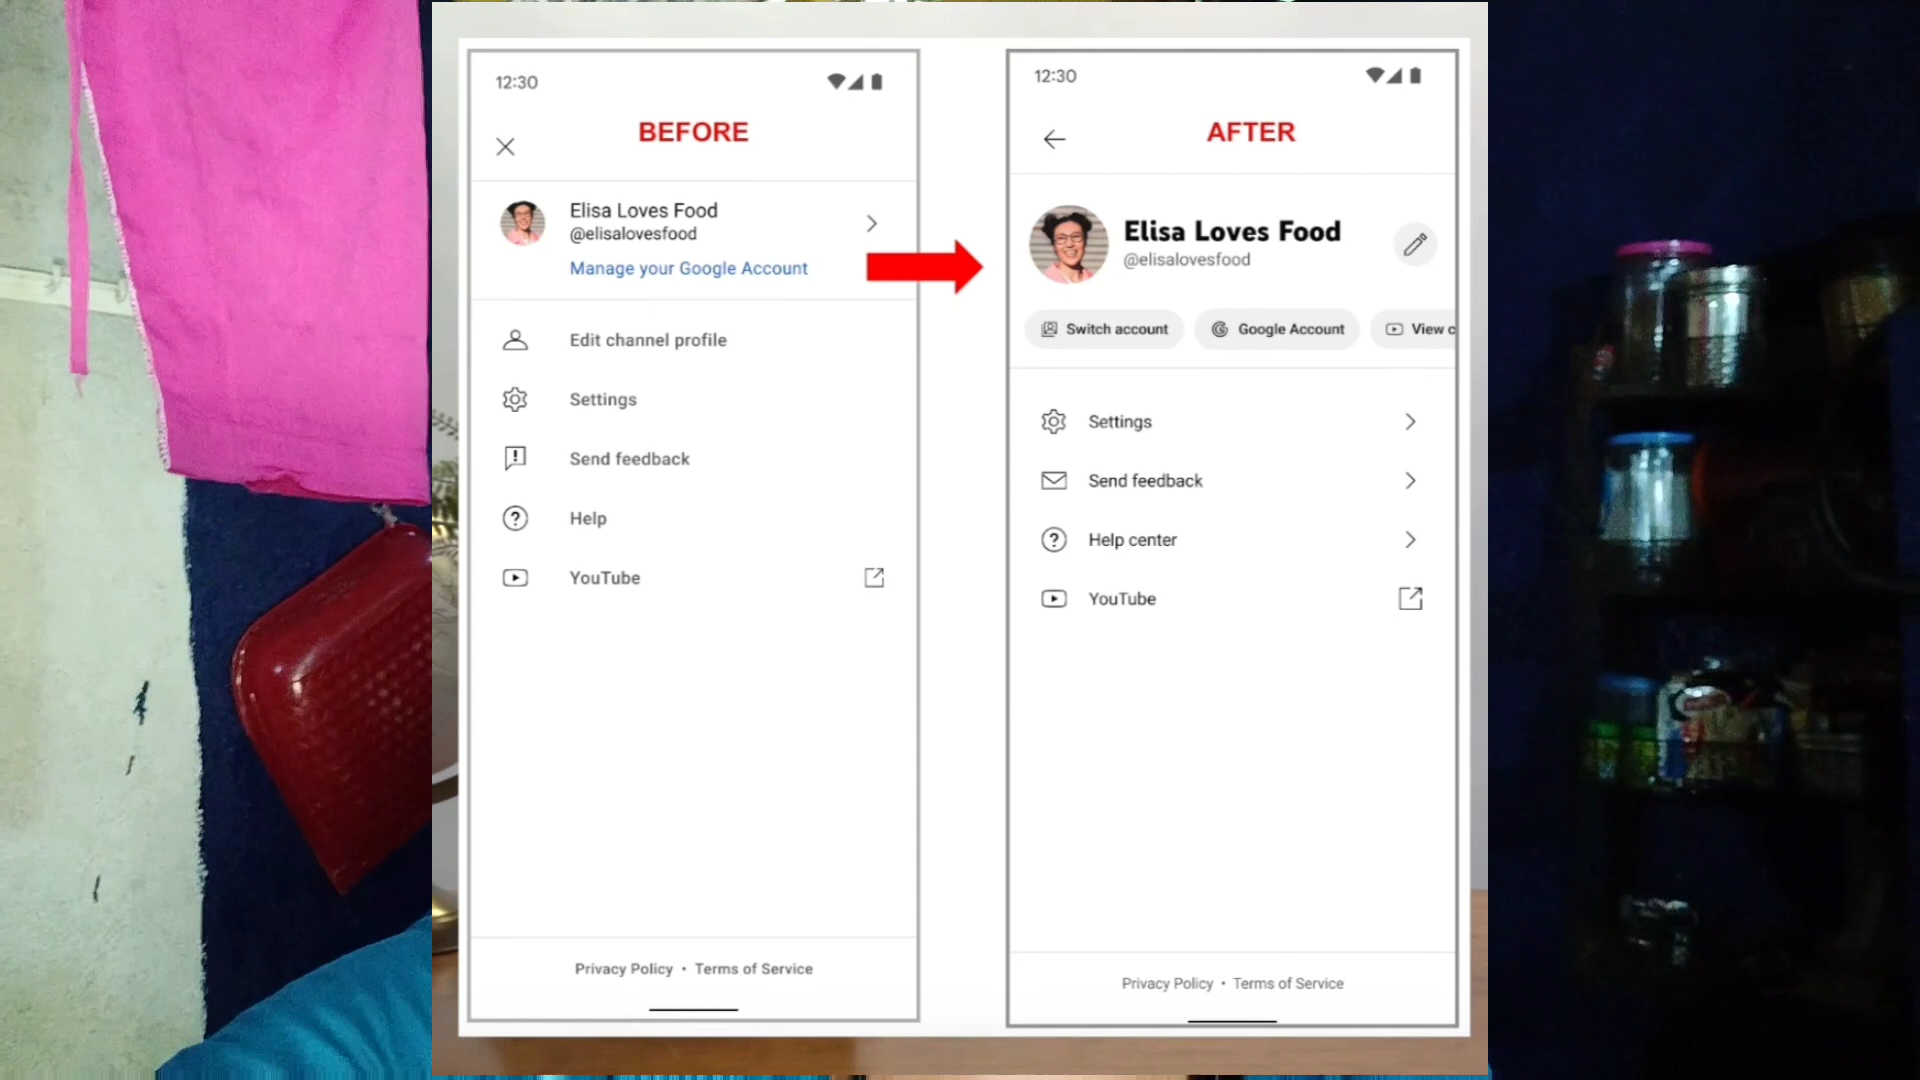 12:30
BEFORE
Elisa Loves Food
@elisalovesfood
Manage your Google Account
Edit channel profile
Settings
Send feedback
Help
YouTube
Privacy Policy • Terms of Service
12:30
AFTER
Elisa Loves Food
@elisalovesfood
Switch account
Google Account
View c
Settings
Send feedback
Help center
YouTube
Privacy Policy • Terms of Service